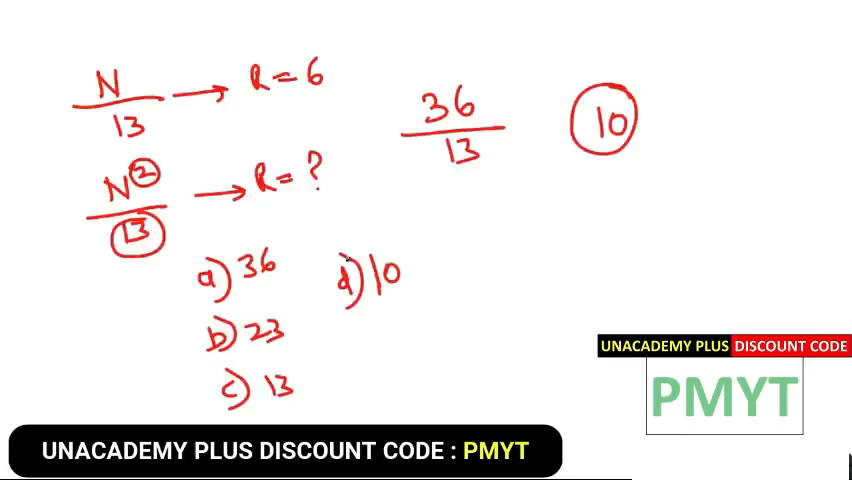 N/13 → R = 6
N²/13 → R = ?
36/13
10
a) 36
d) 10
b) 23
c) 13
UNACADEMY PLUS DISCOUNT CODE
PMYT
UNACADEMY PLUS DISCOUNT CODE : PMYT